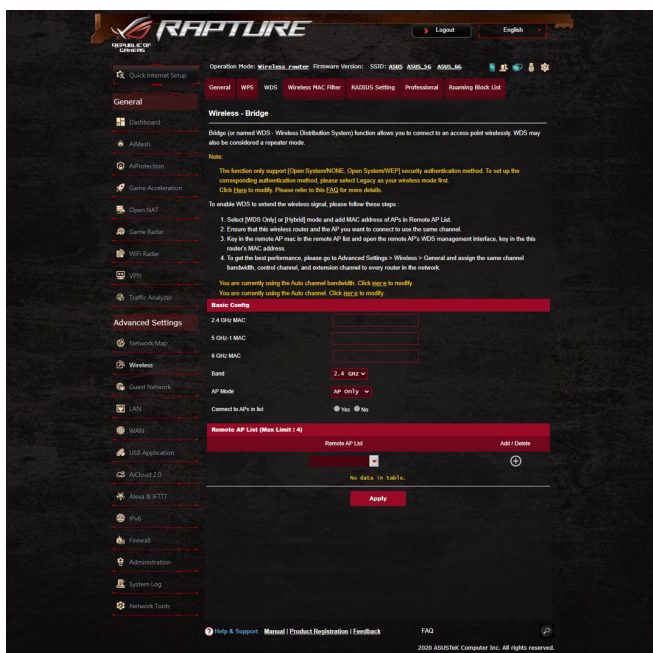 REPUBLIC OF
GAMERS
RAPTURE
Logout
English
Operation Mode: Wireless router Firmware Version: SSID: ASUS ASUS_5G ASUS_6G
Quick Internet Setup
General WPS WDS Wireless MAC Filter RADIUS Setting Professional Roaming Block List
General
Dashboard
AiMesh
AiProtection
Game Acceleration
Open NAT
Game Radar
WiFi Radar
VPN
Traffic Analyzer
Advanced Settings
Network Map
Wireless
Guest Network
LAN
WAN
USB Application
AiCloud 2.0
Alexa & IFTTT
IPv6
Firewall
Administration
System Log
Network Tools
Wireless - Bridge
Bridge (or named WDS - Wireless Distribution System) function allows you to connect to an access point wirelessly. WDS may
also be considered a repeater mode.
Note:
The function only support [Open System/NONE, Open System/WEP] security authentication method. To set up the
corresponding authentication method, please select Legacy as your wireless mode first.
Click Here to modify. Please refer to this FAQ for more details.
To enable WDS to extend the wireless signal, please follow these steps :
1. Select [WDS Only] or [Hybrid] mode and add MAC address of APs in Remote AP List.
2. Ensure that this wireless router and the AP you want to connect to use the same channel.
3. Key in the remote AP mac in the remote AP list and open the remote AP's WDS management interface, key in the this
router's MAC address.
4. To get the best performance, please go to Advanced Settings > Wireless > General and assign the same channel
bandwidth, control channel, and extension channel to every router in the network.
You are currently using the Auto channel bandwidth. Click Here to modify.
You are currently using the Auto channel. Click Here to modify.
Basic Config
2.4 GHz MAC
5 GHz-1 MAC
6 GHz MAC
Band 2.4 GHz
AP Mode AP Only
Connect to APs in list Yes No
Remote AP List (Max Limit : 4)
Remote AP List Add / Delete
No data in table.
Apply
Help & Support Manual | Product Registration | Feedback FAQ
2020 ASUSTeK Computer Inc. All rights reserved.